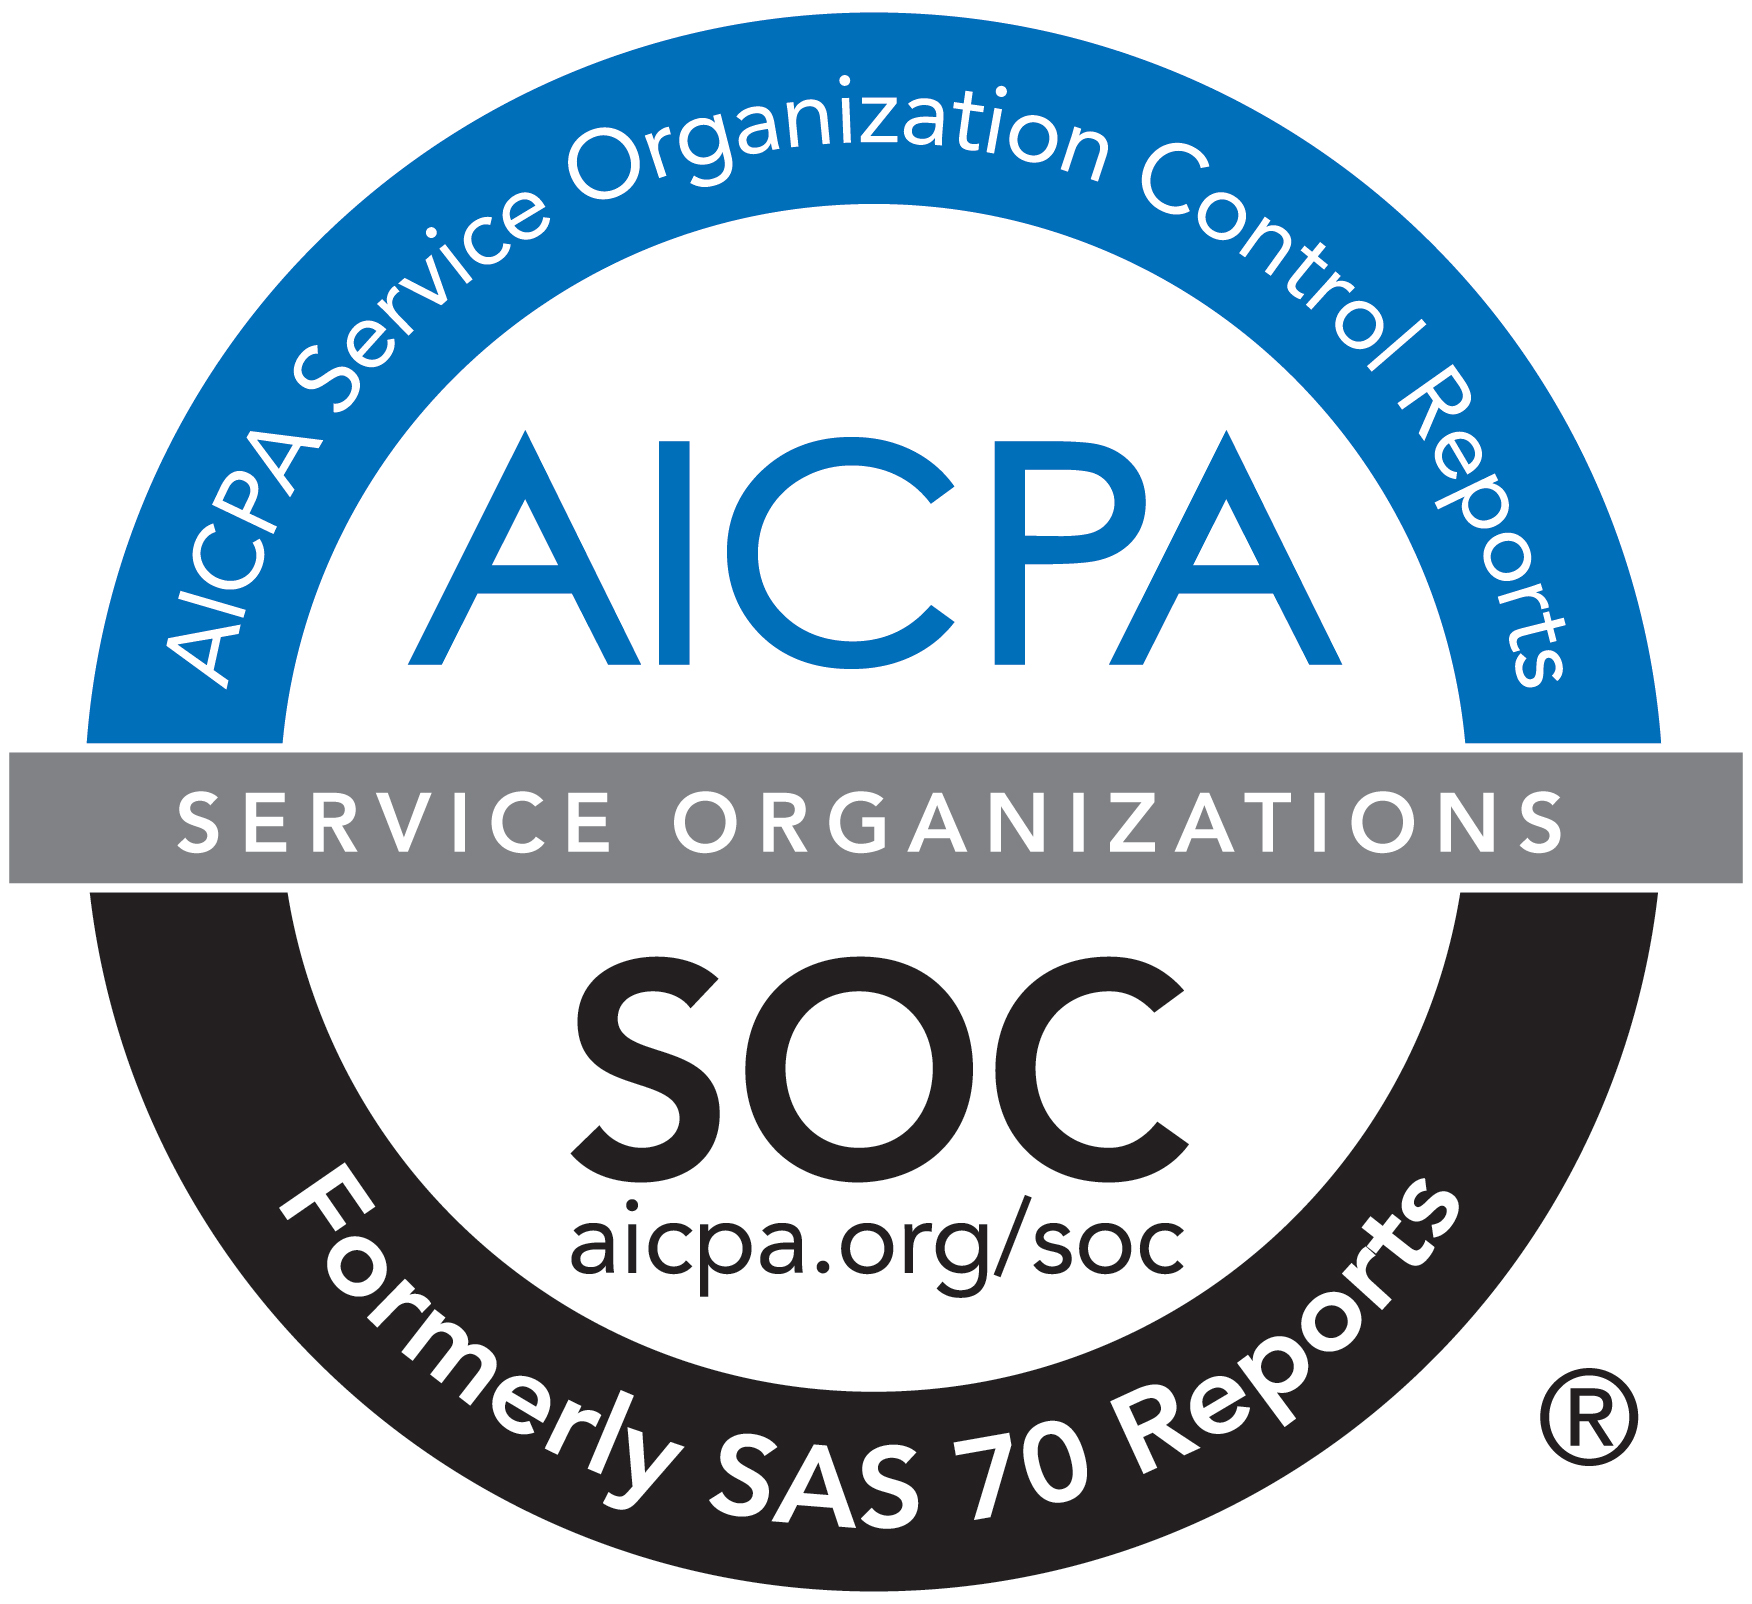 AICPA Service Organization Control Reports
AICPA
SERVICE ORGANIZATIONS
SOC
aicpa.org/soc
Formerly SAS 70 Reports
®